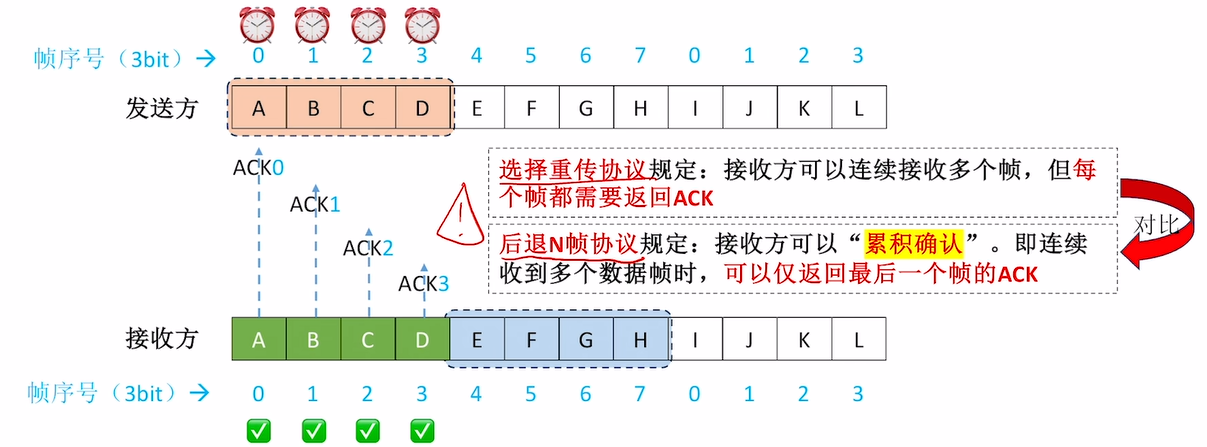 帧序号（3bit）→ 0 1 2 3 4 5 6 7 0 1 2 3
发送方 A B C D E F G H I J K L
ACK0
ACK1
ACK2
ACK3
选择重传协议规定：接收方可以连续接收多个帧，但每
个帧都需要返回ACK
对比
后退N帧协议规定：接收方可以“累积确认”。即连续
收到多个数据帧时，可以仅返回最后一个帧的ACK
接收方 A B C D E F G H I J K L
帧序号（3bit）→ 0 1 2 3 4 5 6 7 0 1 2 3